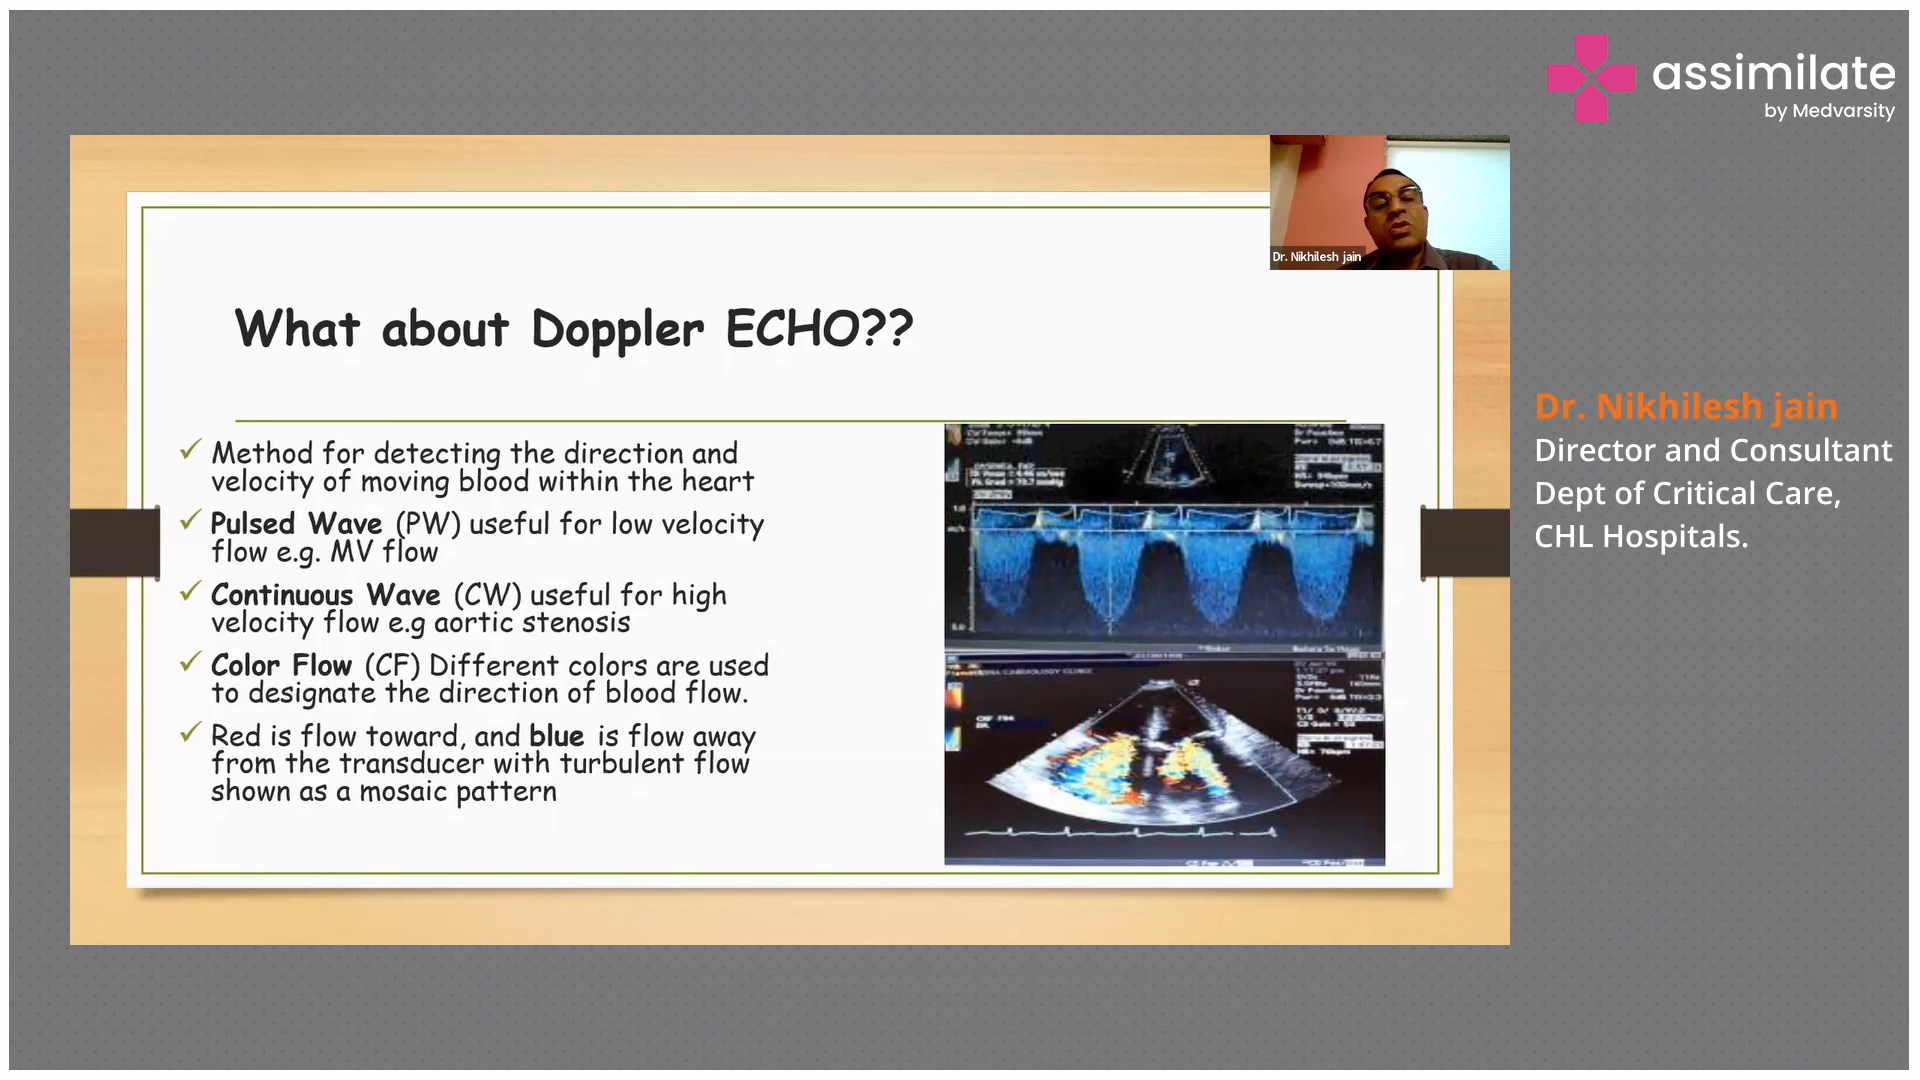 assimilate
by Medvarsity
Dr. Nikhilesh jain
What about Doppler ECHO??
Method for detecting the direction and
velocity of moving blood within the heart
Pulsed Wave (PW) useful for low velocity
flow e.g. MV flow
Continuous Wave (CW) useful for high
velocity flow e.g aortic stenosis
Color Flow (CF) Different colors are used
to designate the direction of blood flow.
Red is flow toward, and blue is flow away
from the transducer with turbulent flow
shown as a mosaic pattern
Dr. Nikhilesh jain
Director and Consultant
Dept of Critical Care,
CHL Hospitals.